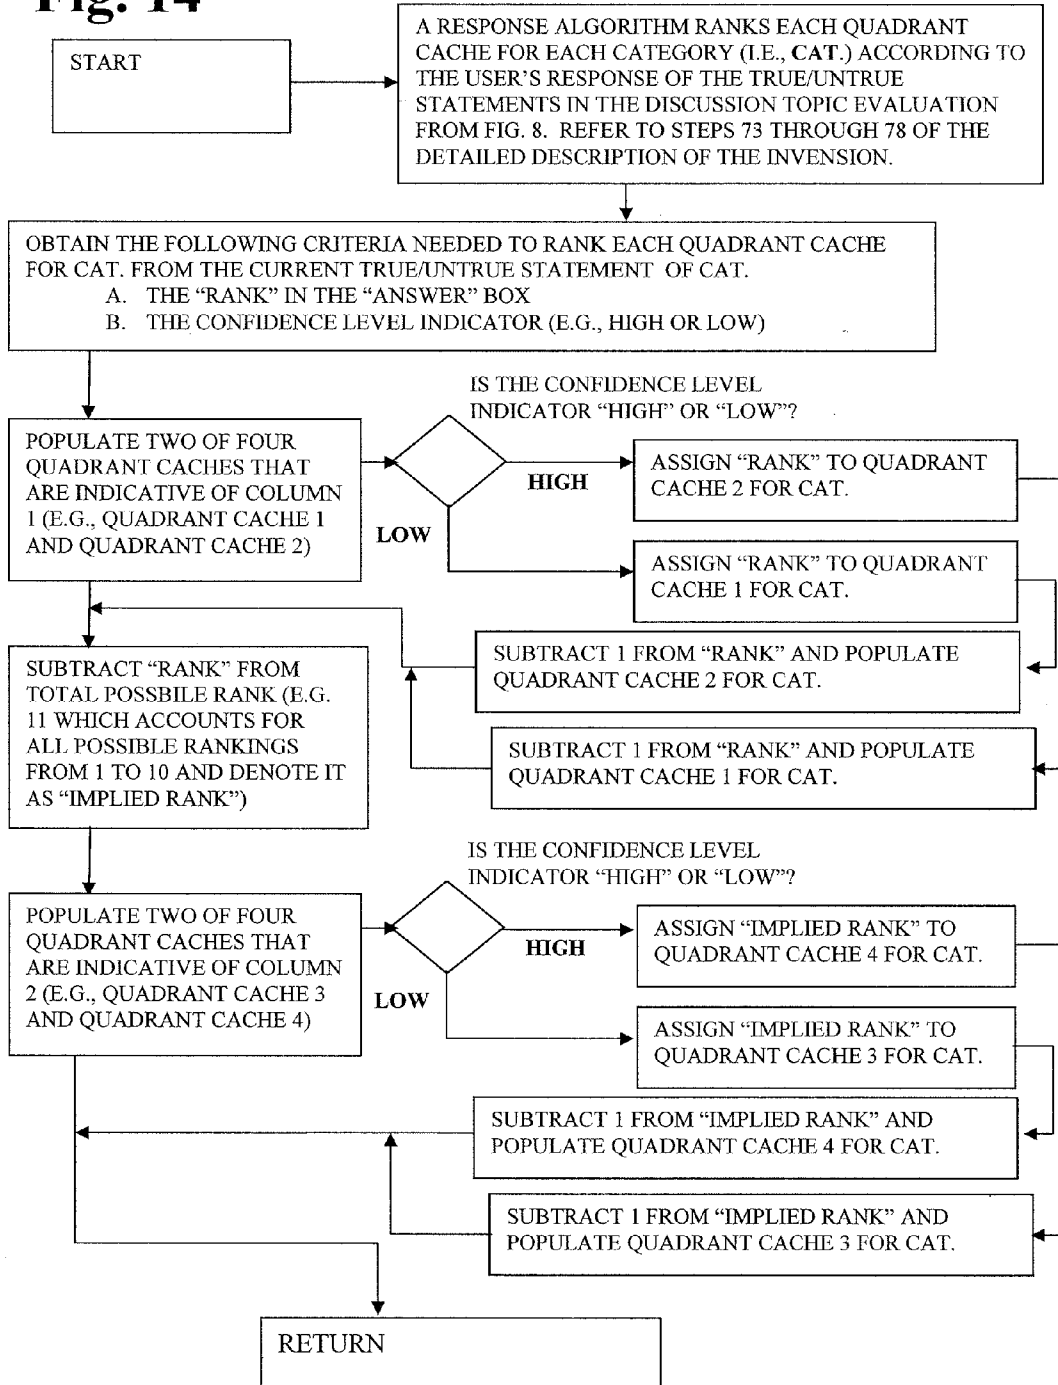 Fig. 14
START
A RESPONSE ALGORITHM RANKS EACH QUADRANT
CACHE FOR EACH CATEGORY (I.E., CAT.) ACCORDING TO
THE USER'S RESPONSE OF THE TRUE/UNTRUE
STATEMENTS IN THE DISCUSSION TOPIC EVALUATION
FROM FIG. 8. REFER TO STEPS 73 THROUGH 78 OF THE
DETAILED DESCRIPTION OF THE INVENSION.
OBTAIN THE FOLLOWING CRITERIA NEEDED TO RANK EACH QUADRANT CACHE
FOR CAT. FROM THE CURRENT TRUE/UNTRUE STATEMENT OF CAT.
A. THE “RANK” IN THE “ANSWER” BOX
B. THE CONFIDENCE LEVEL INDICATOR (E.G., HIGH OR LOW)
IS THE CONFIDENCE LEVEL
INDICATOR “HIGH” OR “LOW”?
POPULATE TWO OF FOUR
QUADRANT CACHES THAT
ARE INDICATIVE OF COLUMN
1 (E.G., QUADRANT CACHE 1
AND QUADRANT CACHE 2)
HIGH
LOW
ASSIGN “RANK” TO QUADRANT
CACHE 2 FOR CAT.
ASSIGN “RANK” TO QUADRANT
CACHE 1 FOR CAT.
SUBTRACT 1 FROM “RANK” AND POPULATE
QUADRANT CACHE 2 FOR CAT.
SUBTRACT 1 FROM “RANK” AND POPULATE
QUADRANT CACHE 1 FOR CAT.
SUBTRACT “RANK” FROM
TOTAL POSSBILE RANK (E.G.
11 WHICH ACCOUNTS FOR
ALL POSSIBLE RANKINGS
FROM 1 TO 10 AND DENOTE IT
AS “IMPLIED RANK”)
IS THE CONFIDENCE LEVEL
INDICATOR “HIGH” OR “LOW”?
POPULATE TWO OF FOUR
QUADRANT CACHES THAT
ARE INDICATIVE OF COLUMN
2 (E.G., QUADRANT CACHE 3
AND QUADRANT CACHE 4)
HIGH
LOW
ASSIGN “IMPLIED RANK” TO
QUADRANT CACHE 4 FOR CAT.
ASSIGN “IMPLIED RANK” TO
QUADRANT CACHE 3 FOR CAT.
SUBTRACT 1 FROM “IMPLIED RANK” AND
POPULATE QUADRANT CACHE 4 FOR CAT.
SUBTRACT 1 FROM “IMPLIED RANK” AND
POPULATE QUADRANT CACHE 3 FOR CAT.
RETURN